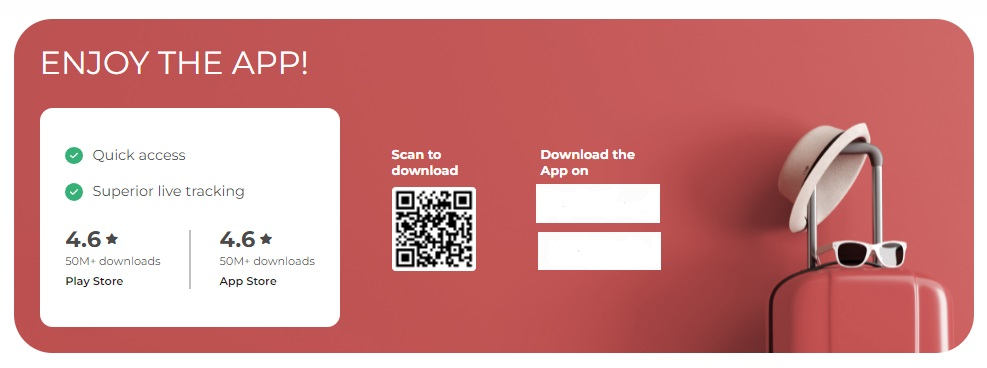 ENJOY THE APP!
Quick access
Superior live tracking
4.6 ★ 4.6 ★
50M+ downloads 50M+ downloads
Play Store App Store
Scan to
download
Download the
App on